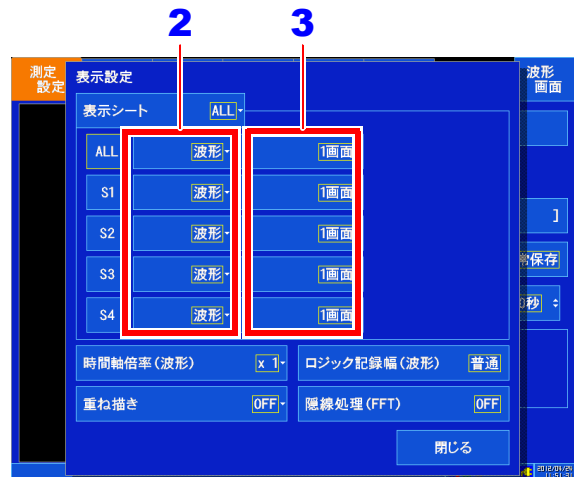 2 3
測定
設定
波形
画面
表示設定
表示シート ALL
ALL 波形 1画面
S1 波形 1画面
S2 波形 1画面
]
S3 波形 1画面
常保存
S4 波形 1画面
秒
時間軸倍率(波形) x 1
ロジック記録幅(波形) 普通
重ね描き OFF
隠線処理(FFT) OFF
閉じる